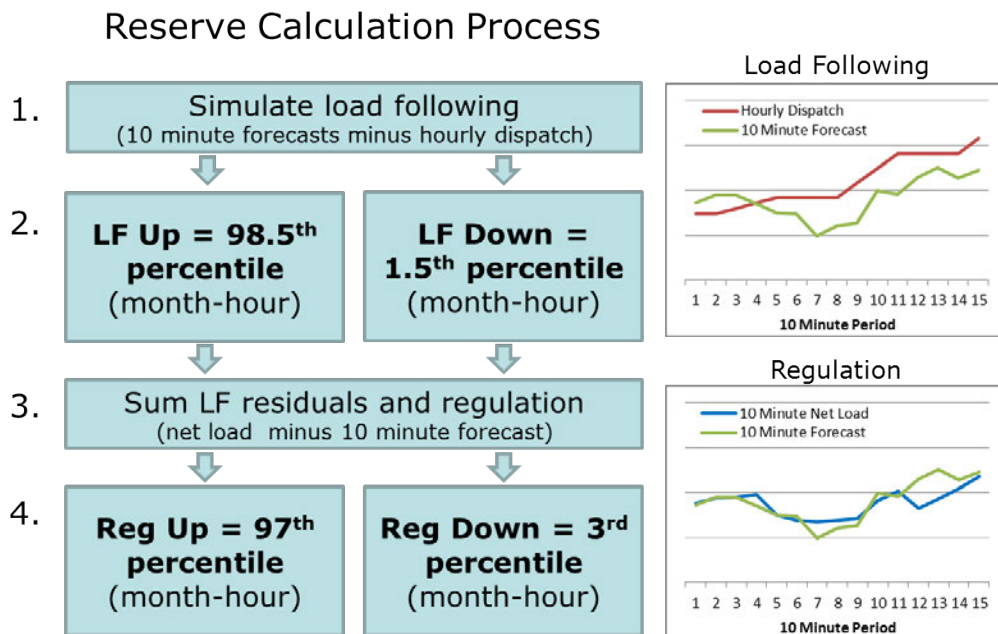 Reserve Calculation Process
1.
Simulate load following
(10 minute forecasts minus hourly dispatch)
2.
LF Up = 98.5th
percentile
(month-hour)
LF Down =
1.5th percentile
(month-hour)
3.
Sum LF residuals and regulation
(net load minus 10 minute forecast)
4.
Reg Up = 97th
percentile
(month-hour)
Reg Down = 3rd
percentile
(month-hour)
Load Following
Hourly Dispatch
10 Minute Forecast
1 2 3 4 5 6 7 8 9 10 11 12 13 14 15
10 Minute Period
Regulation
10 Minute Net Load
10 Minute Forecast
1 2 3 4 5 6 7 8 9 10 11 12 13 14 15
10 Minute Period